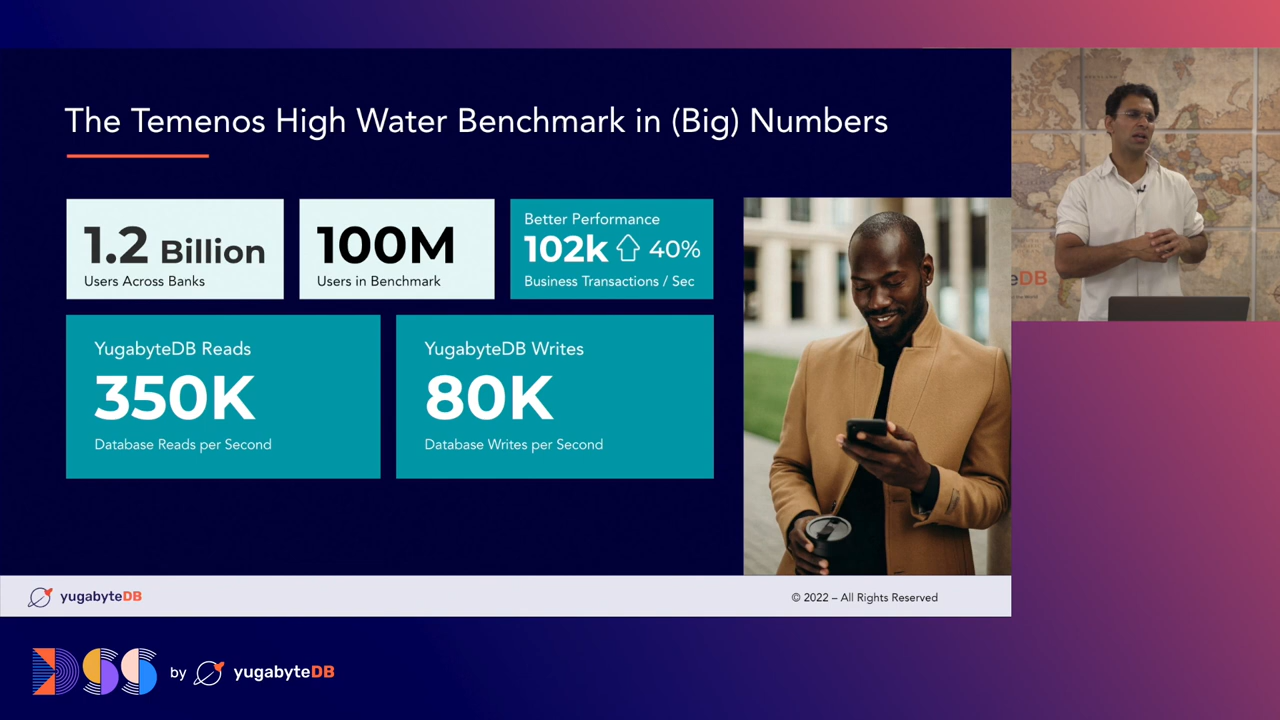 The Temenos High Water Benchmark in (Big) Numbers
1.2 Billion
Users Across Banks
100M
Users in Benchmark
Better Performance
102k 40%
Business Transactions / Sec
YugabyteDB Reads
350K
Database Reads per Second
YugabyteDB Writes
80K
Database Writes per Second
eDB
yugabyteDB
© 2022 – All Rights Reserved
DSS by yugabyteDB